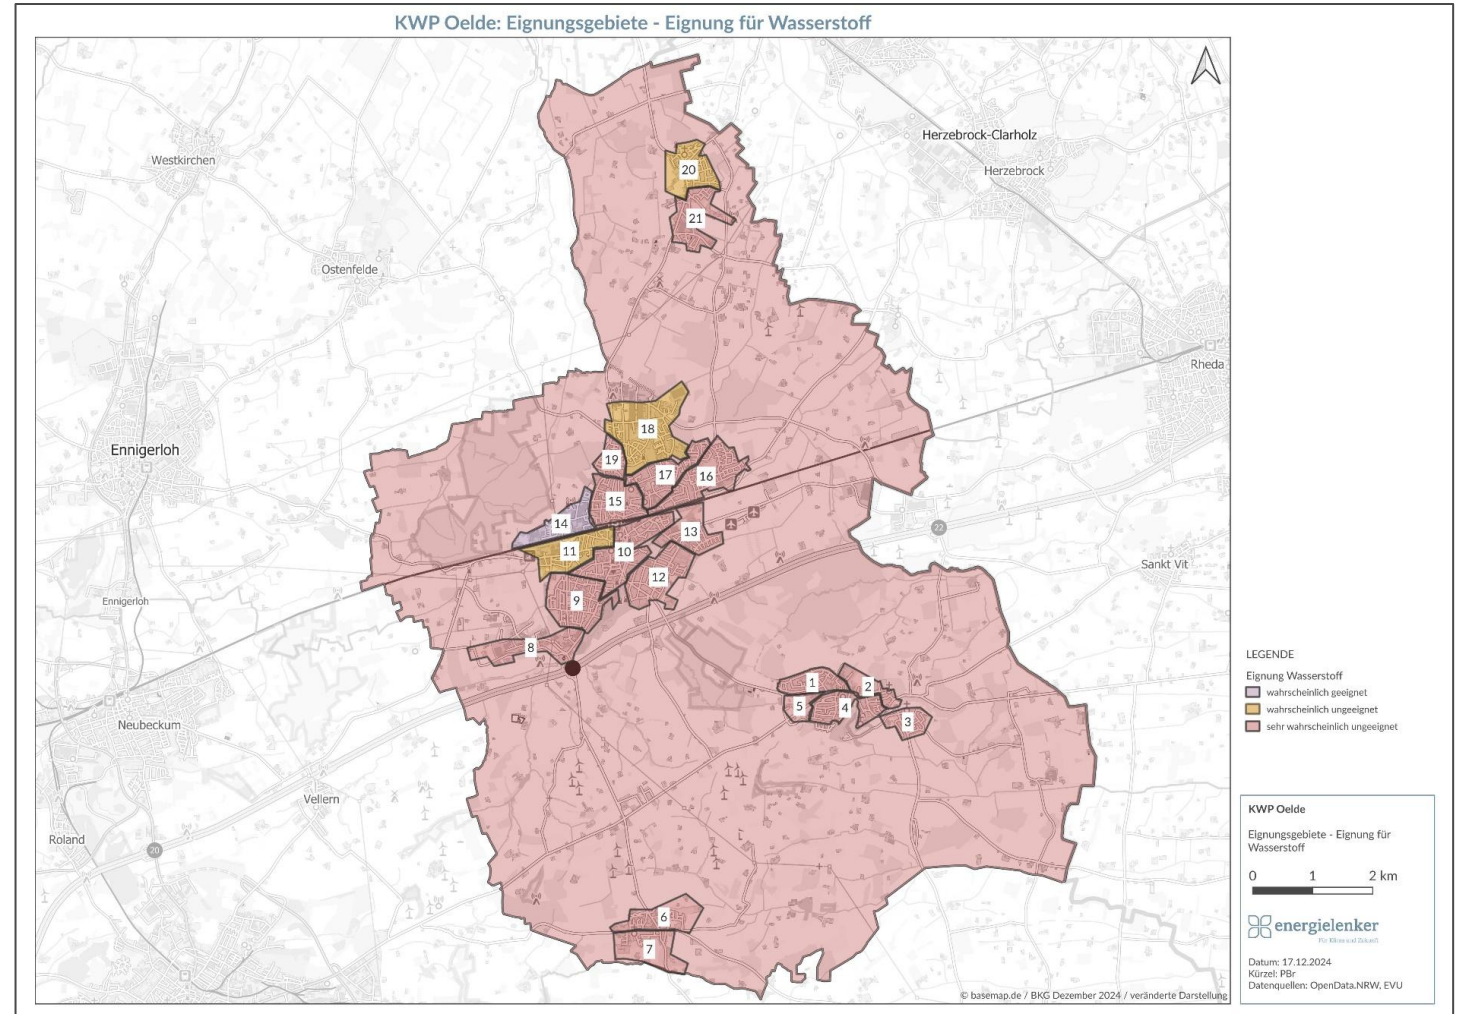 KWP Oelde: Eignungsgebiete - Eignung für Wasserstoff
Herzebrock-Clarholz
Westkirchen
Herzebrock
20
21
Ostenfelde
Rheda
18
Ennigerloh
19
17
16
15
14
22
13
11
10
Sankt Vit
12
Ennigerloh
9
8
LEGENDE
Eignung Wasserstoff
wahrscheinlich geeignet
wahrscheinlich ungeeignet
sehr wahrscheinlich ungeeignet
1
2
5
4
3
Neubeckum
Vellern
Roland
20
6
7
KWP Oelde
Eignungsgebiete - Eignung für
Wasserstoff
0 1 2 km
energielenker
Für Klima und Zukunft
Datum: 17.12.2024
Kürzel: PBr
Datenquellen: OpenData.NRW, EVU
© basemap.de / BKG Dezember 2024 / veränderte Darstellung